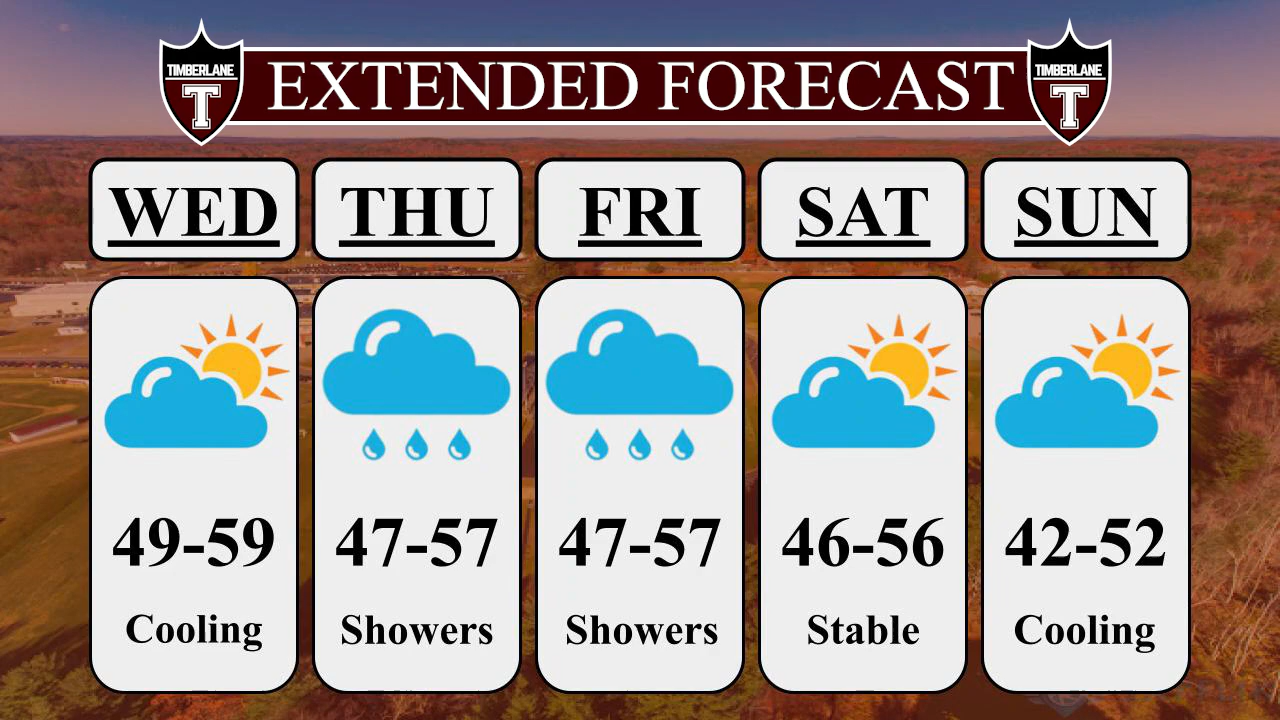 TIMBERLANE
T
EXTENDED FORECAST
TIMBERLANE
T
WED
THU
FRI
SAT
SUN
49-59
47-57
47-57
46-56
42-52
Cooling
Showers
Showers
Stable
Cooling